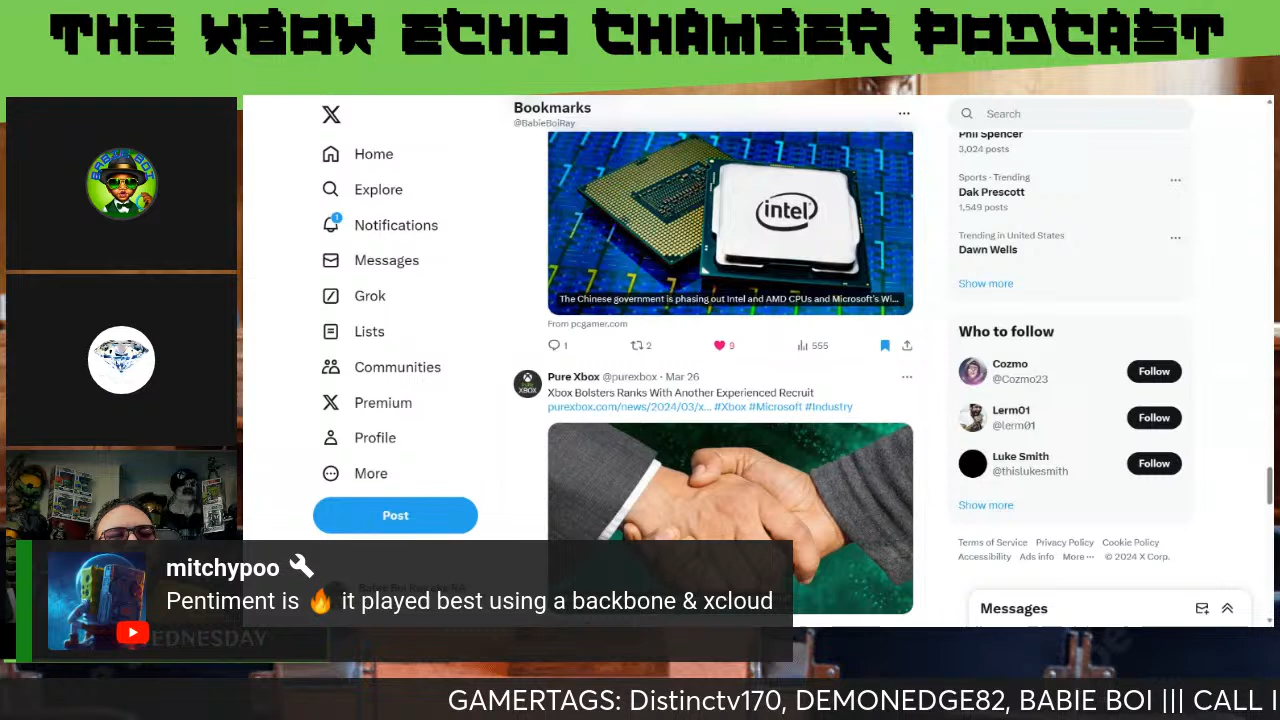 THE XBOX ECHO CHAMBER PODCAST
BABIE BOI
Home
Explore
1
Notifications
Messages
Grok
Lists
Communities
Premium
Profile
More
Post
Bookmarks
@BabieBoiRay
intel
The Chinese government is phasing out Intel and AMD CPUs and Microsoft's Wi...
From pcgamer.com
1 2 9 555
Pure Xbox @purexbox · Mar 26
Xbox Bolsters Ranks With Another Experienced Recruit
purexbox.com/news/2024/03/x... #Xbox #Microsoft #Industry
PURE XBOX
Search
Phil Spencer
3,024 posts
Sports · Trending
Dak Prescott
1,549 posts
Trending in United States
Dawn Wells
Show more
Who to follow
Cozmo
@Cozmo23
Follow
Lerm01
@lerm01
Follow
Luke Smith
@thislukesmith
Follow
Show more
Terms of Service Privacy Policy Cookie Policy
Accessibility Ads info More ··· © 2024 X Corp.
Messages
mitchypoo 🔧
Pentiment is 🔥 it played best using a backbone & xcloud
WEDNESDAY
GAMERTAGS: Distinctv170, DEMONEDGE82, BABIE BOI ||| CALL I